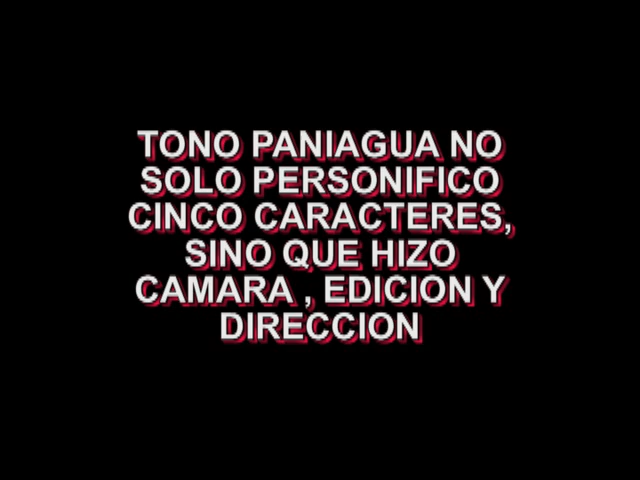 TONO PANIAGUA NO
SOLO PERSONIFICO
CINCO CARACTERES,
SINO QUE HIZO
CAMARA , EDICION Y
DIRECCION